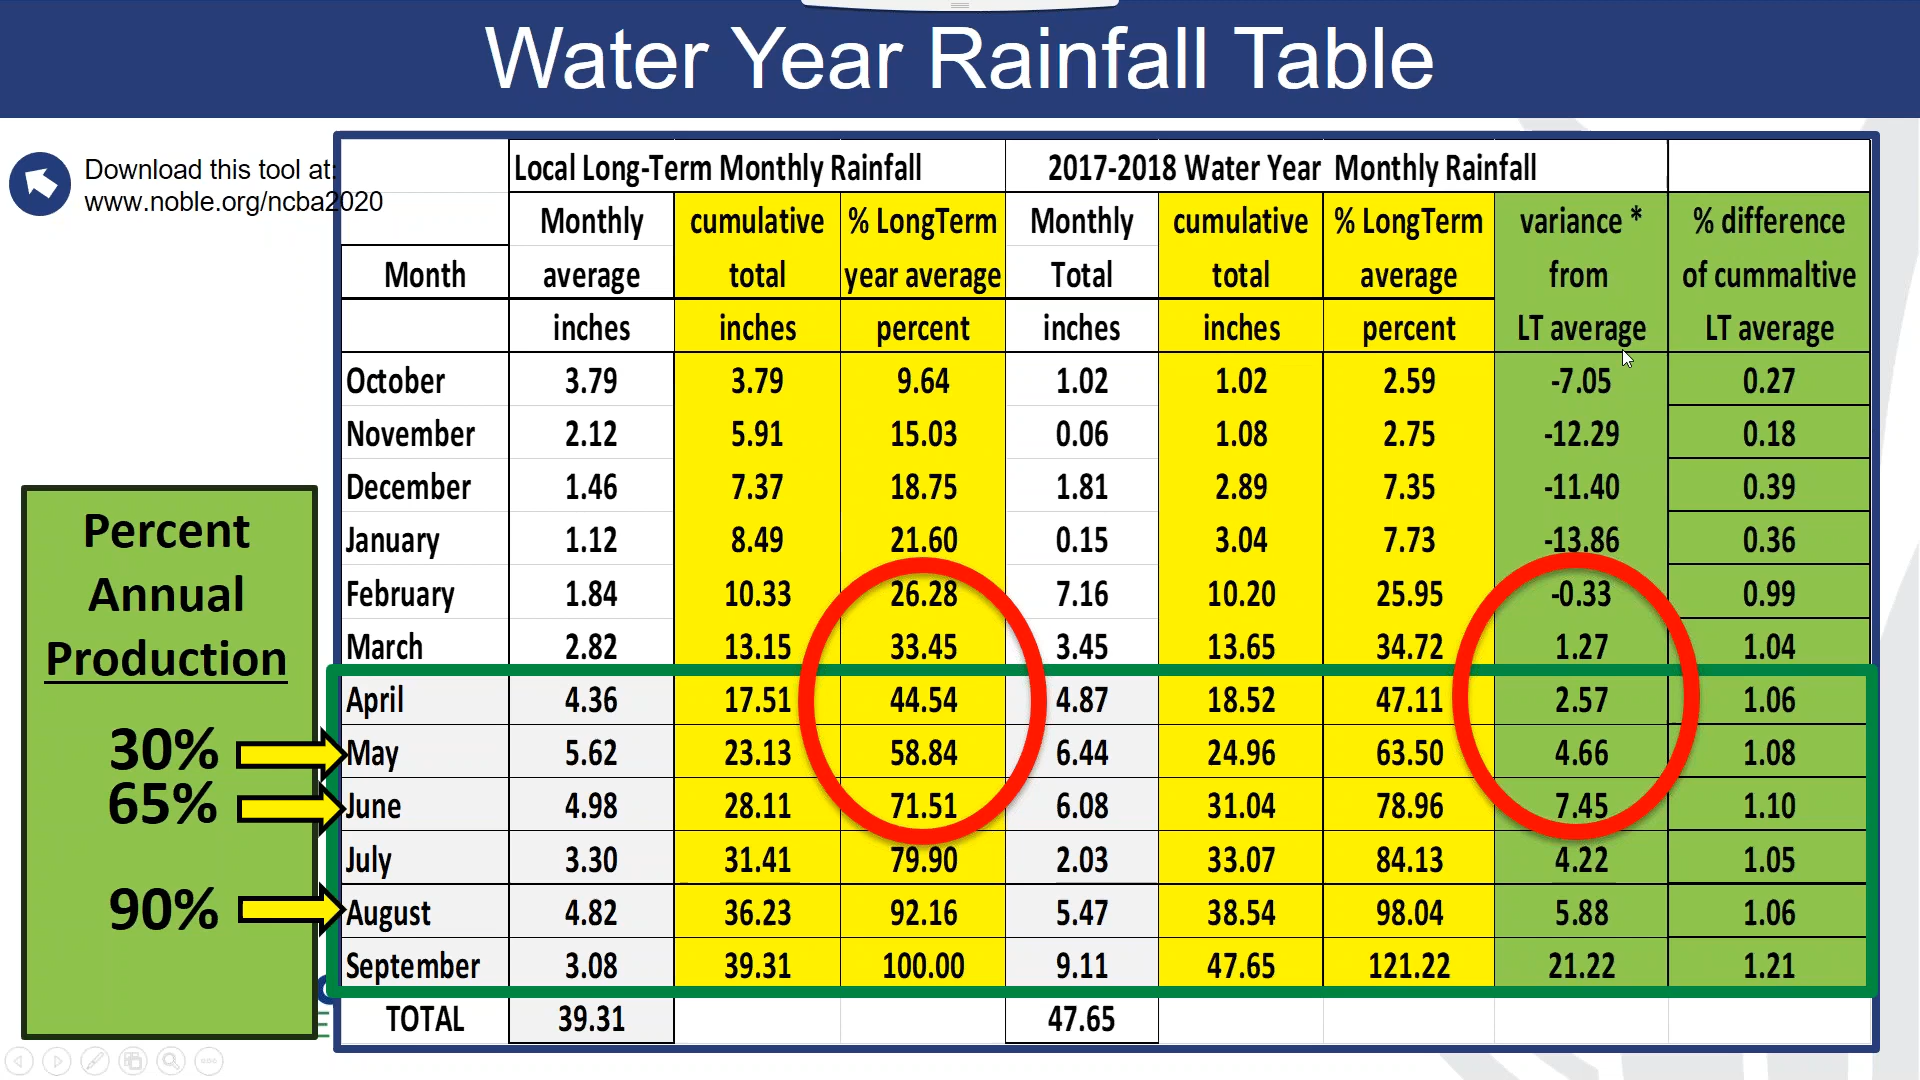 Water Year Rainfall Table
Download this tool at:
www.noble.org/ncba2020
Local Long-Term Monthly Rainfall 2017-2018 Water Year Monthly Rainfall
Monthly cumulative % LongTerm Monthly cumulative % LongTerm variance * % difference
Month average total year average Total total average from of cummaltive
inches inches percent inches inches percent LT average LT average
October 3.79 3.79 9.64 1.02 1.02 2.59 -7.05 0.27
November 2.12 5.91 15.03 0.06 1.08 2.75 -12.29 0.18
December 1.46 7.37 18.75 1.81 2.89 7.35 -11.40 0.39
January 1.12 8.49 21.60 0.15 3.04 7.73 -13.86 0.36
February 1.84 10.33 26.28 7.16 10.20 25.95 -0.33 0.99
March 2.82 13.15 33.45 3.45 13.65 34.72 1.27 1.04
April 4.36 17.51 44.54 4.87 18.52 47.11 2.57 1.06
May 5.62 23.13 58.84 6.44 24.96 63.50 4.66 1.08
June 4.98 28.11 71.51 6.08 31.04 78.96 7.45 1.10
July 3.30 31.41 79.90 2.03 33.07 84.13 4.22 1.05
August 4.82 36.23 92.16 5.47 38.54 98.04 5.88 1.06
September 3.08 39.31 100.00 9.11 47.65 121.22 21.22 1.21
TOTAL 39.31 47.65
Percent
Annual
Production
30%
65%
90%